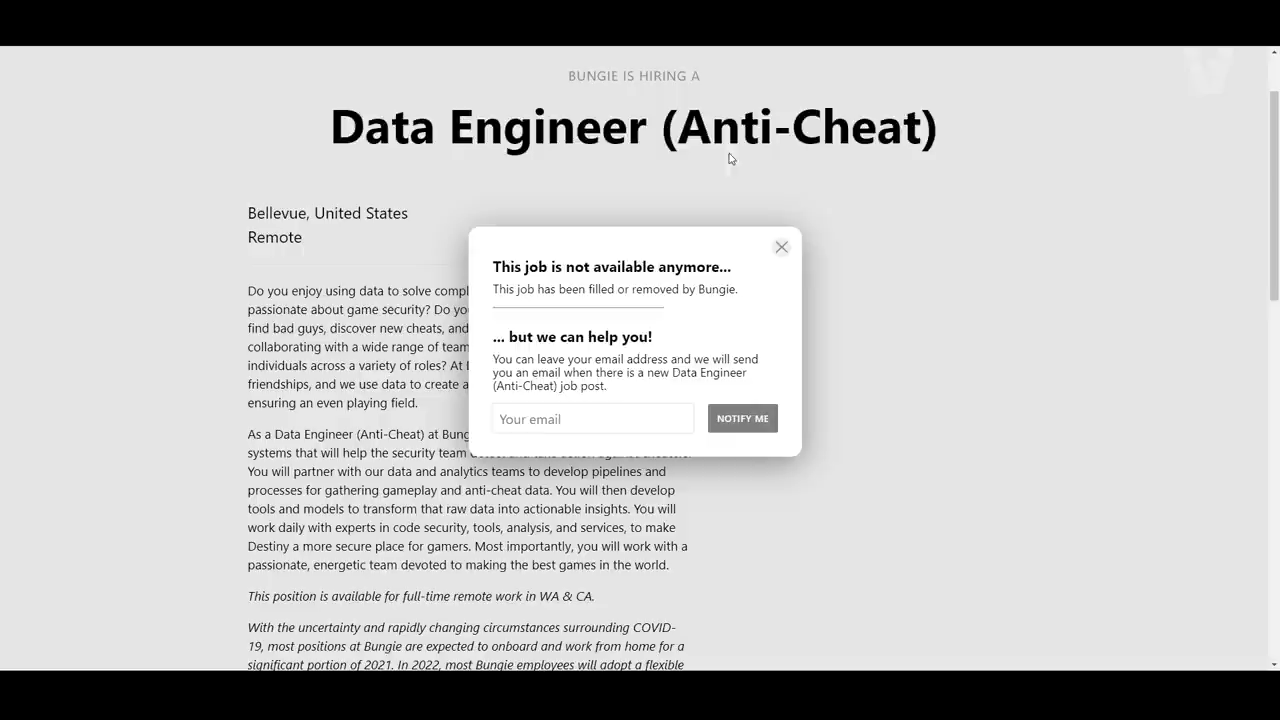 BUNGIE IS HIRING A
Data Engineer (Anti-Cheat)
Bellevue, United States
Remote
This job is not available anymore...
This job has been filled or removed by Bungie.
... but we can help you!
You can leave your email address and we will send
you an email when there is a new Data Engineer
(Anti-Cheat) job post.
Your email
NOTIFY ME
Do you enjoy using data to solve compl
passionate about game security? Do yo
find bad guys, discover new cheats, and
collaborating with a wide range of team
individuals across a variety of roles? At
friendships, and we use data to create a
ensuring an even playing field.
As a Data Engineer (Anti-Cheat) at Bung
systems that will help the security team
You will partner with our data and analytics teams to develop pipelines and
processes for gathering gameplay and anti-cheat data. You will then develop
tools and models to transform that raw data into actionable insights. You will
work daily with experts in code security, tools, analysis, and services, to make
Destiny a more secure place for gamers. Most importantly, you will work with a
passionate, energetic team devoted to making the best games in the world.
This position is available for full-time remote work in WA & CA.
With the uncertainty and rapidly changing circumstances surrounding COVID-
19, most positions at Bungie are expected to onboard and work from home for a
significant portion of 2021. In 2022, most Bungie employees will adopt a flexible